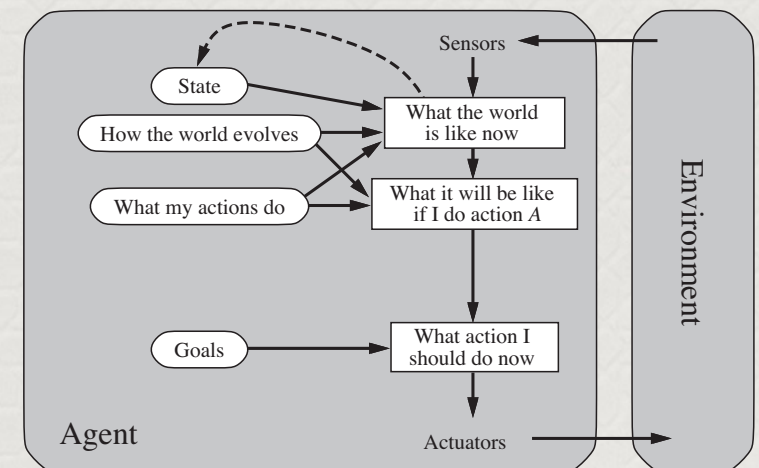 Sensors
State
What the world
is like now
How the world evolves
What it will be like
if I do action A
What my actions do
Environment
What action I
should do now
Goals
Agent
Actuators